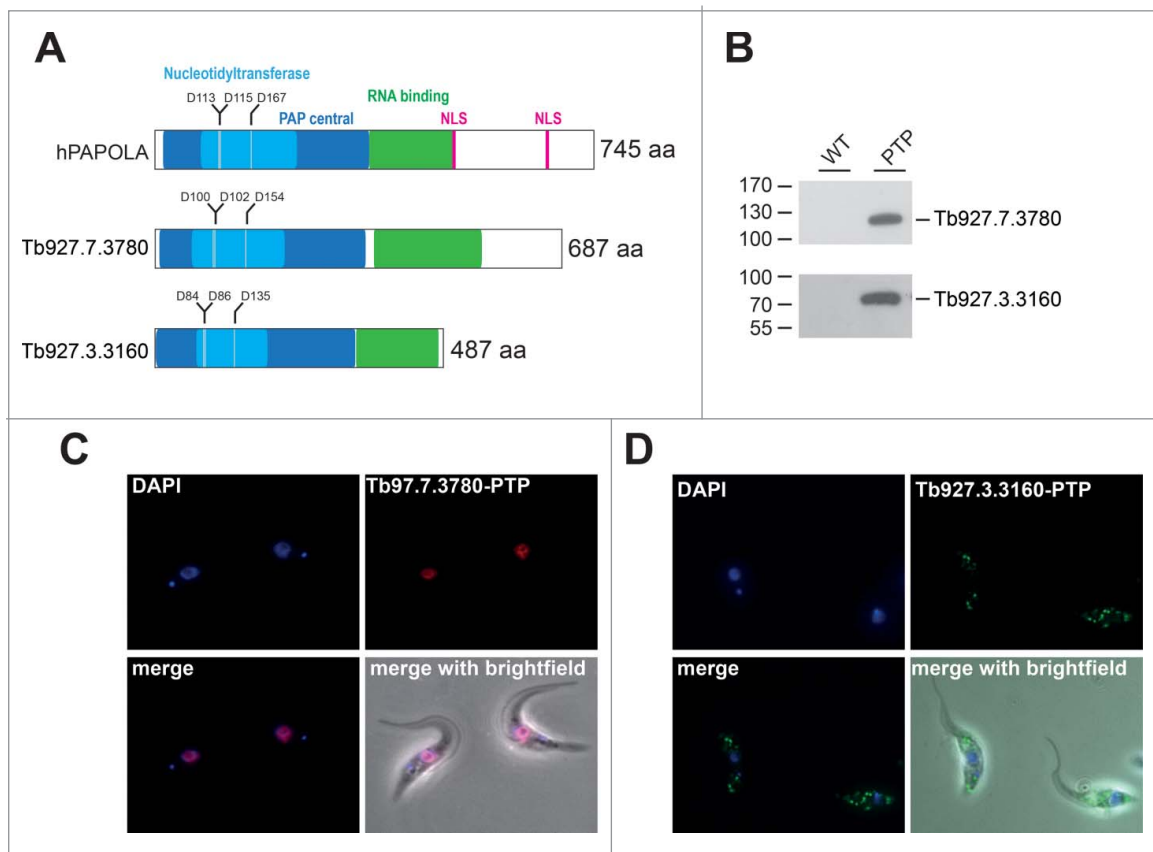 A
Nucleotidyltransferase
D113 D115 D167
PAP central
RNA binding
NLS
NLS
hPAPOLA
745 aa
D100 D102 D154
Tb927.7.3780
687 aa
D84 D86 D135
Tb927.3.3160
487 aa
B
WT
PTP
170
130
100
Tb927.7.3780
100
70
55
Tb927.3.3160
C
DAPI
Tb97.7.3780-PTP
merge
merge with brightfield
D
DAPI
Tb927.3.3160-PTP
merge
merge with brightfield